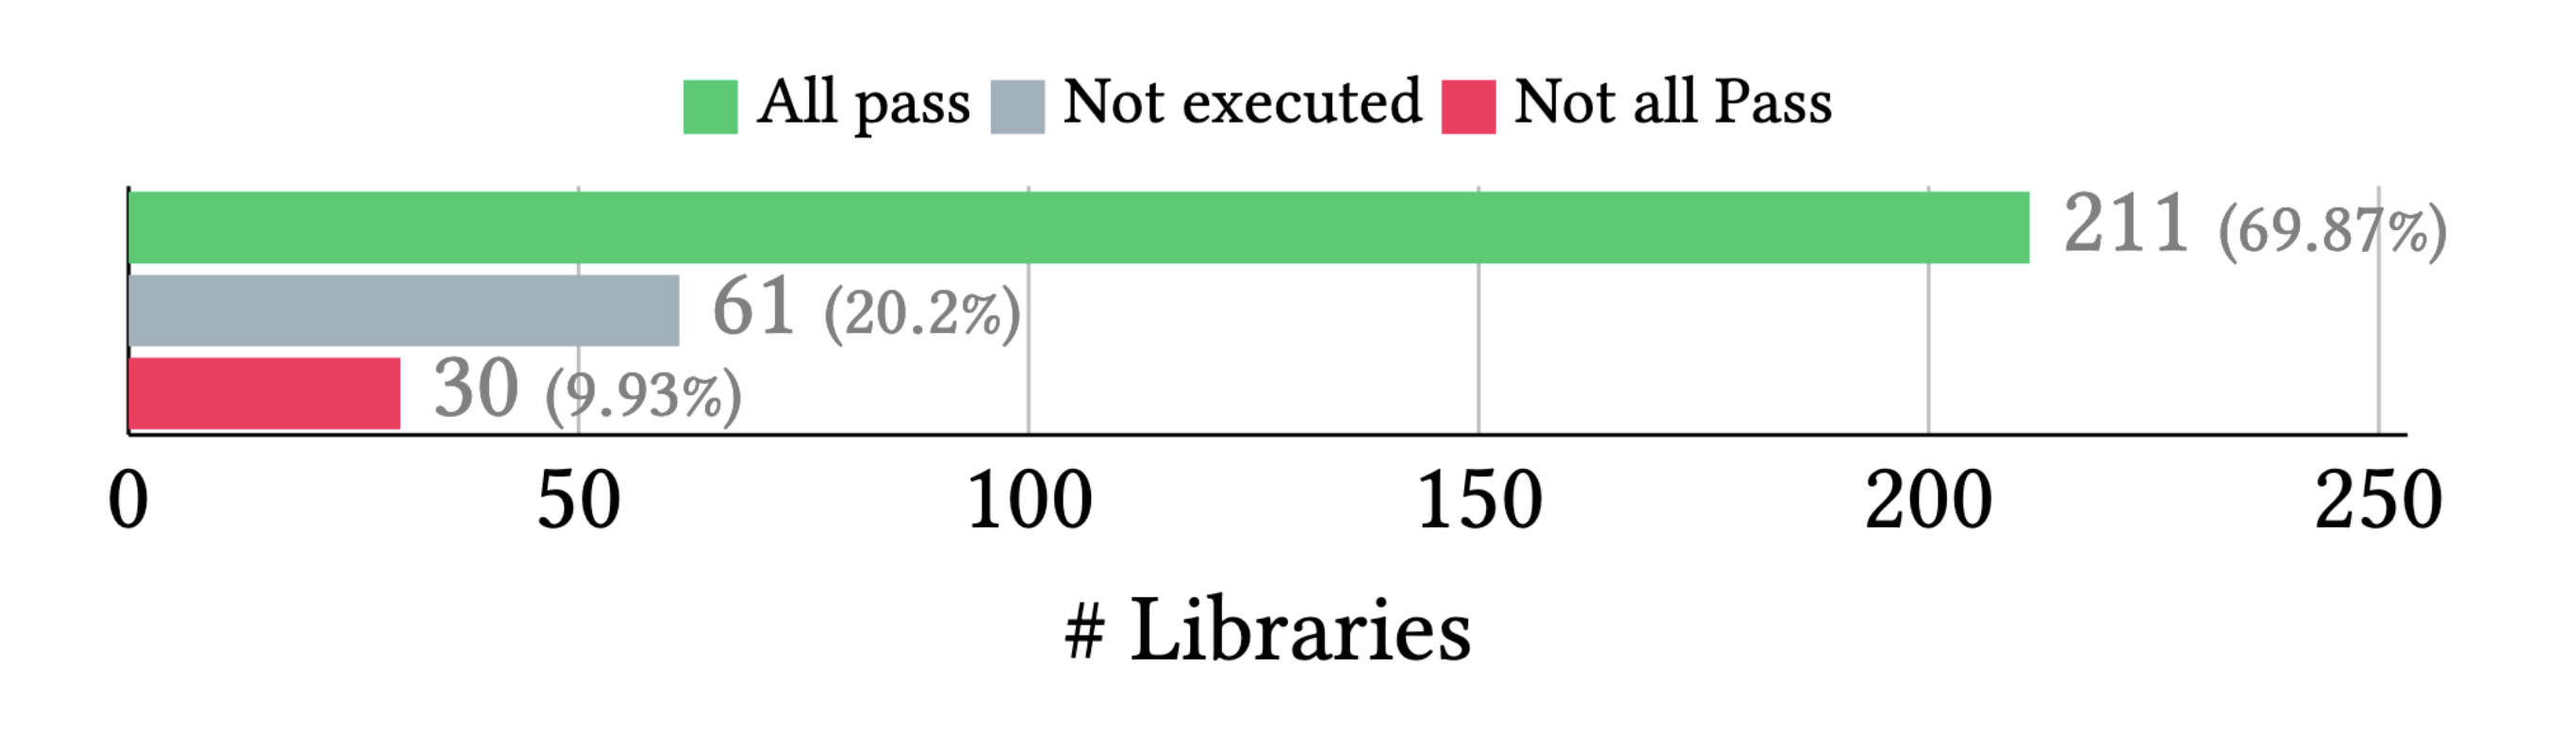 All pass Not executed Not all Pass
211 (69.87%)
61 (20.2%)
30 (9.93%)
0 50 100 150 200 250
# Libraries